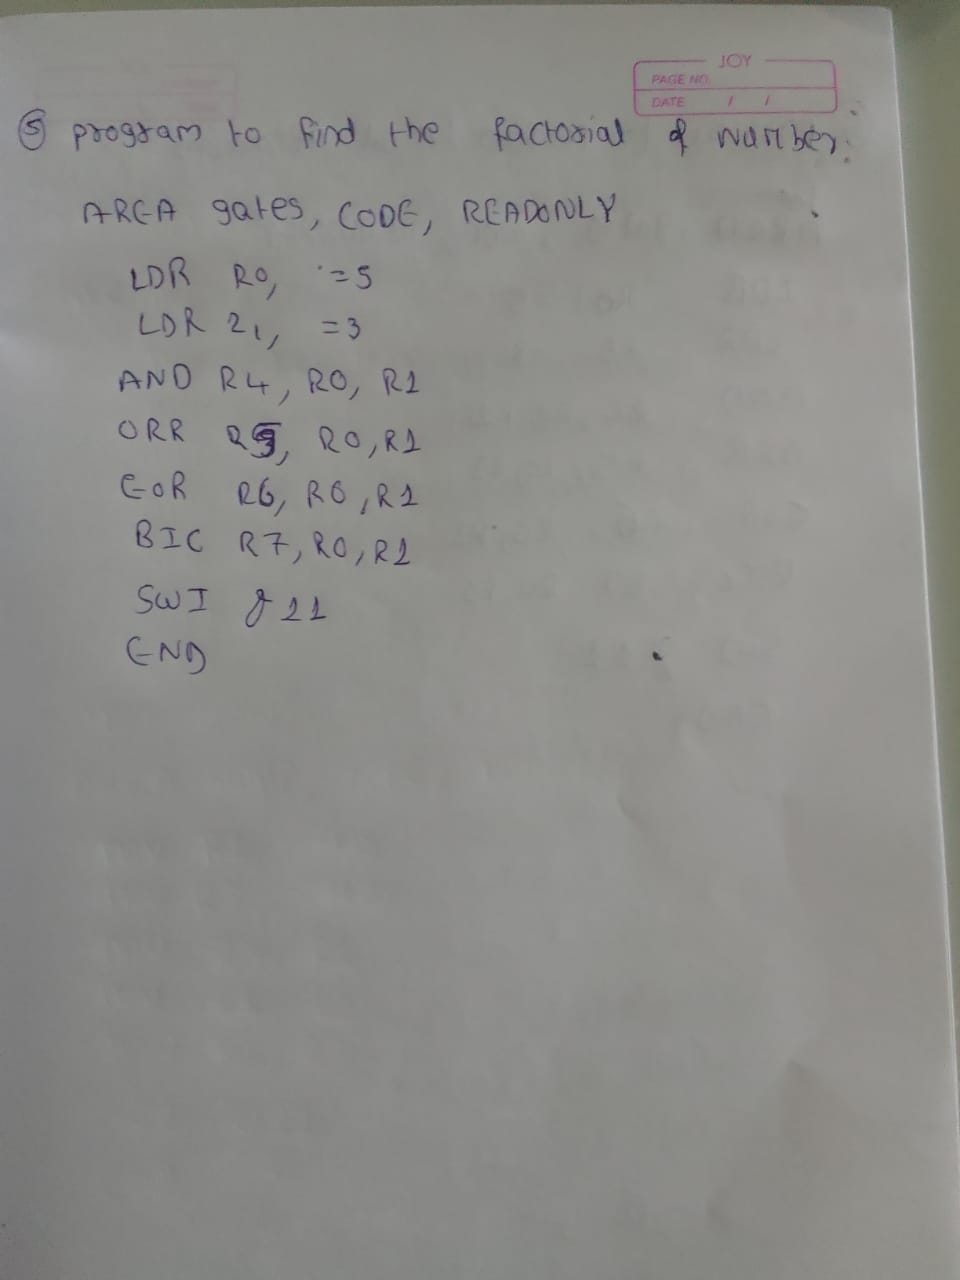 JOY
PAGE NO.
DATE / /
⑤ program to find the factorial of number.
AREA gates, CODE, READONLY
LDR R0, =5
LDR R1, =3
AND R4, R0, R1
ORR R5, R0, R1
EOR R6, R0, R1
BIC R7, R0, R1
SWI &11
END